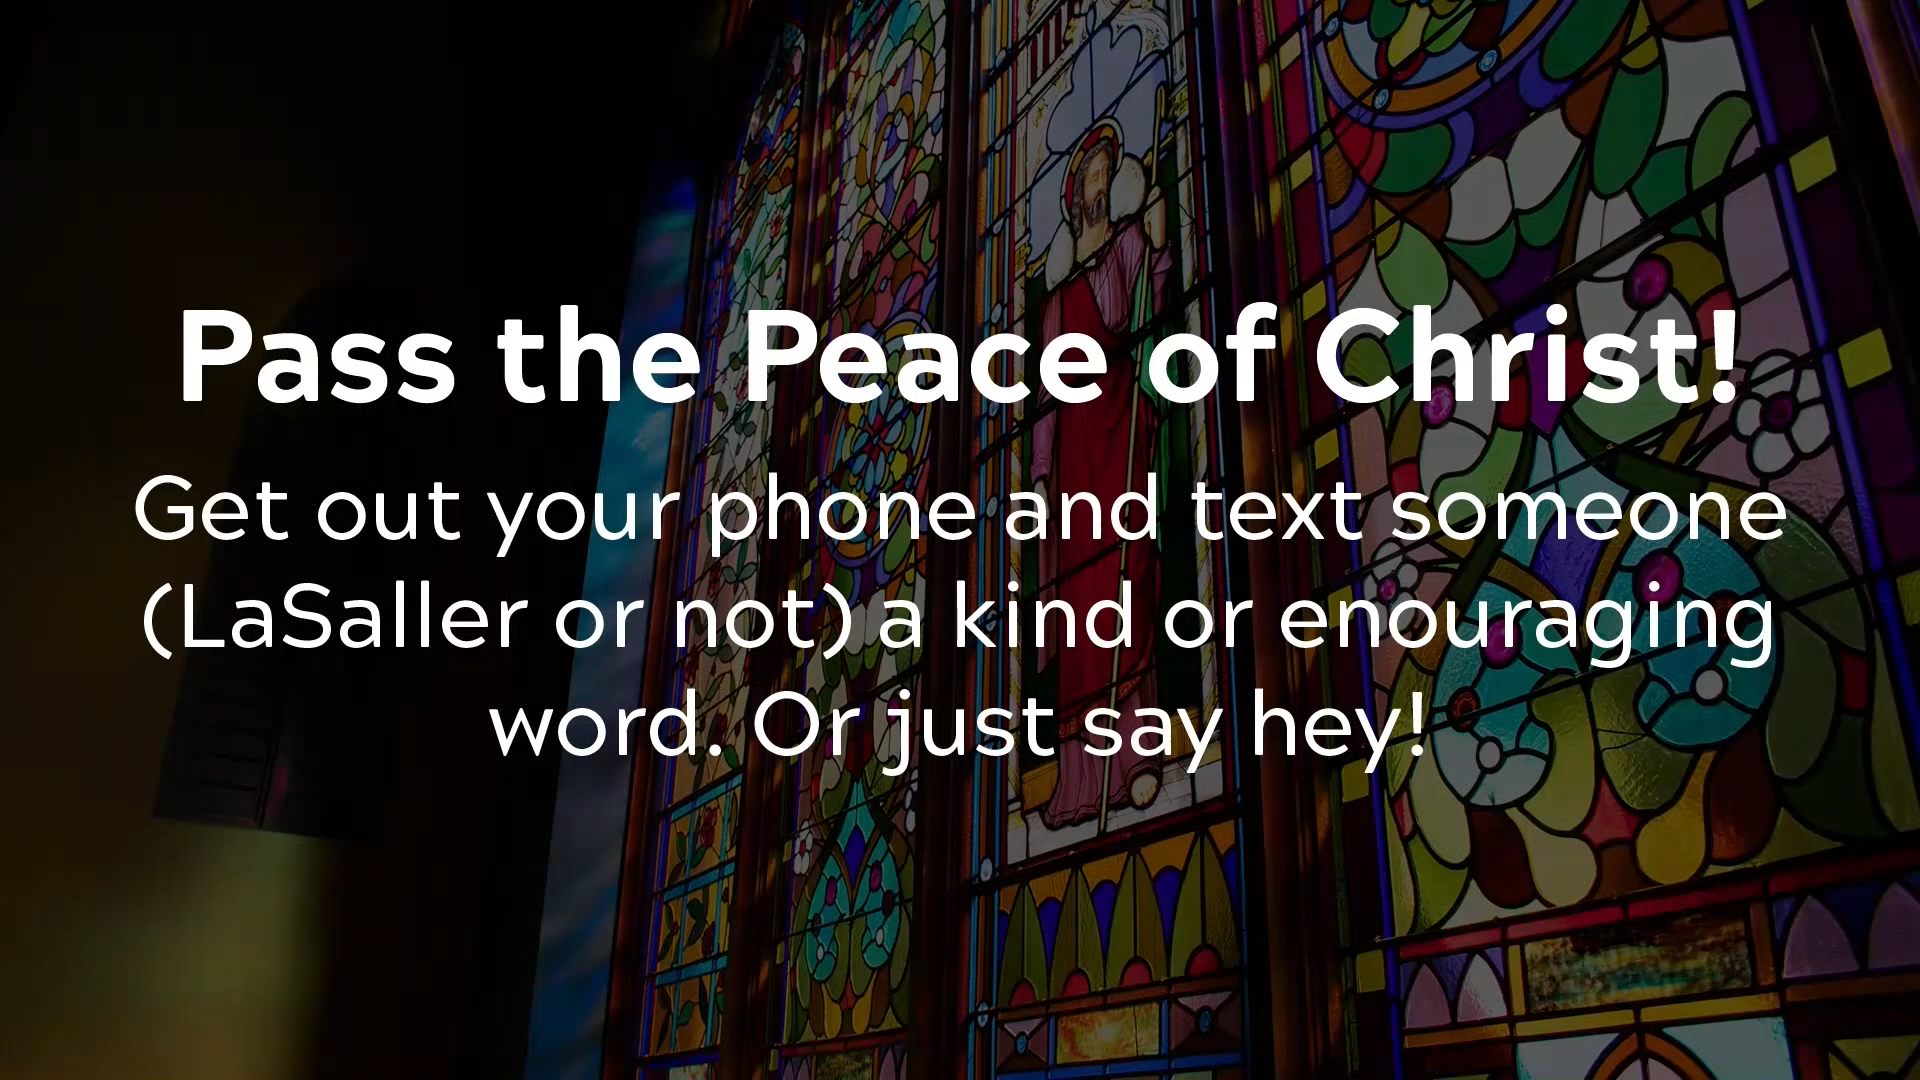 Pass the Peace of Christ!
Get out your phone and text someone
(LaSaller or not) a kind or enouraging
word. Or just say hey!